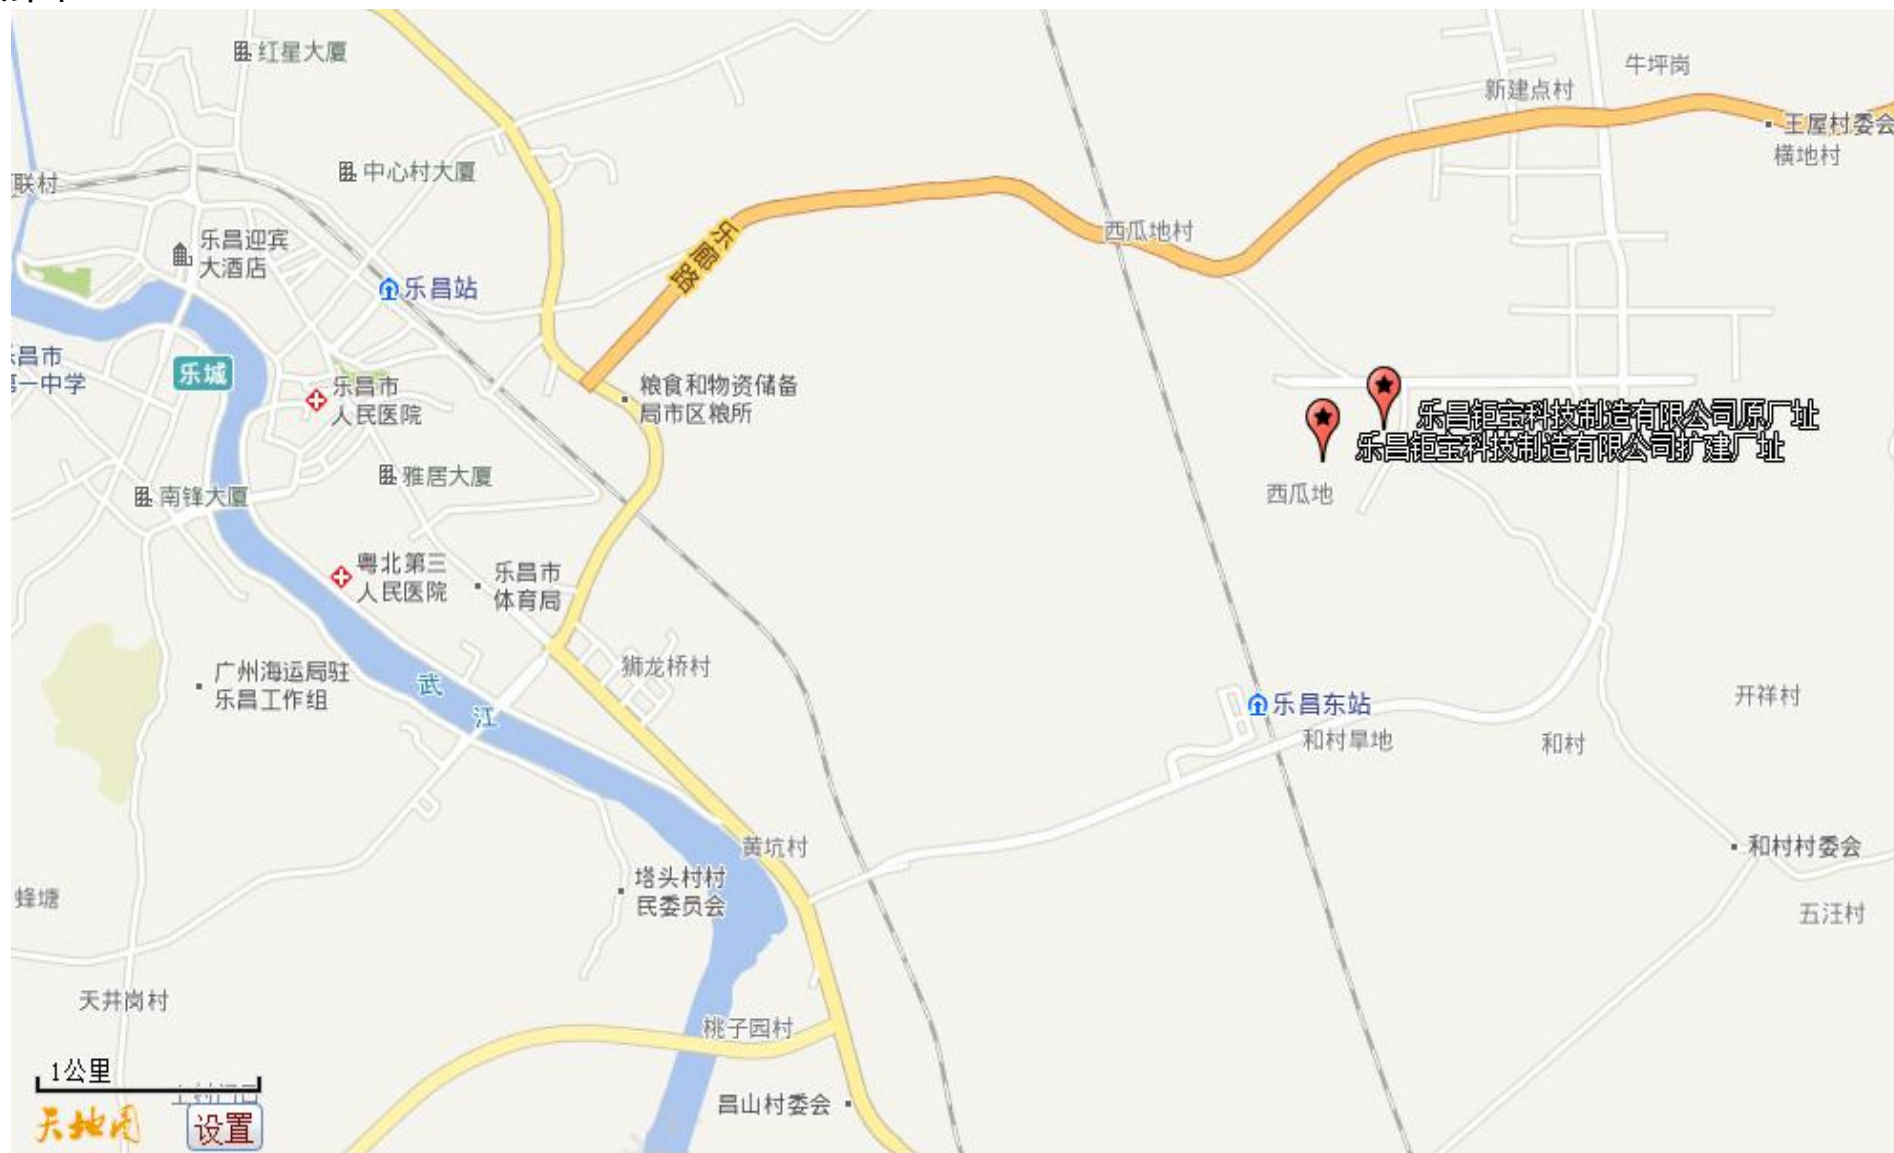 红星大厦
牛坪岗
新建点村
王屋村委会
横地村
中心村大厦
联村
乐昌迎宾
大酒店
乐廊路
西瓜地村
乐昌站
昌市
一中学
乐城
乐昌市
人民医院
粮食和物资储备
局市区粮所
乐昌钜宝科技制造有限公司原厂址
乐昌钜宝科技制造有限公司扩建厂址
雅居大厦
南锋大厦
西瓜地
粤北第三
人民医院
乐昌市
体育局
狮龙桥村
广州海运局驻
乐昌工作组
武江
乐昌东站
开祥村
和村旱地
和村
黄坑村
和村村委会
塔头村村
民委员会
蜂塘
五汪村
天井岗村
桃子园村
1公里
昌山村委会
天地图
设置